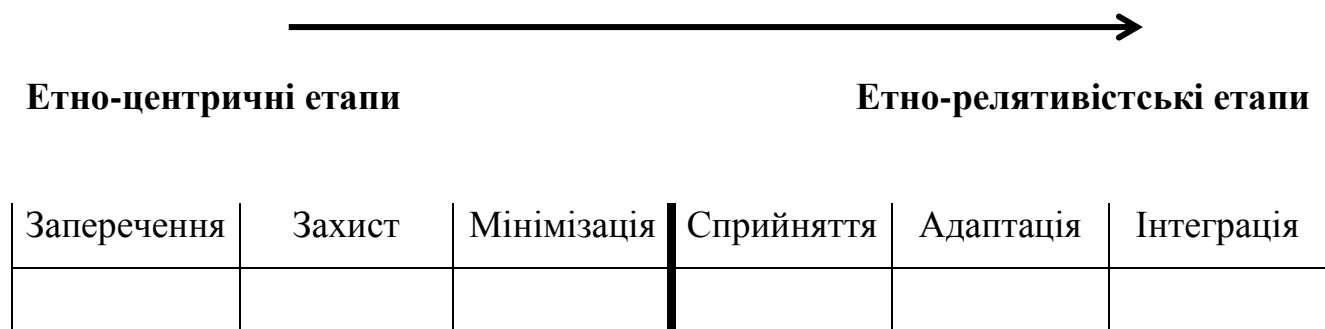 Етно-центричні етапи Етно-релятивістські етапи
Заперечення Захист Мінімізація Сприйняття Адаптація Інтеграція